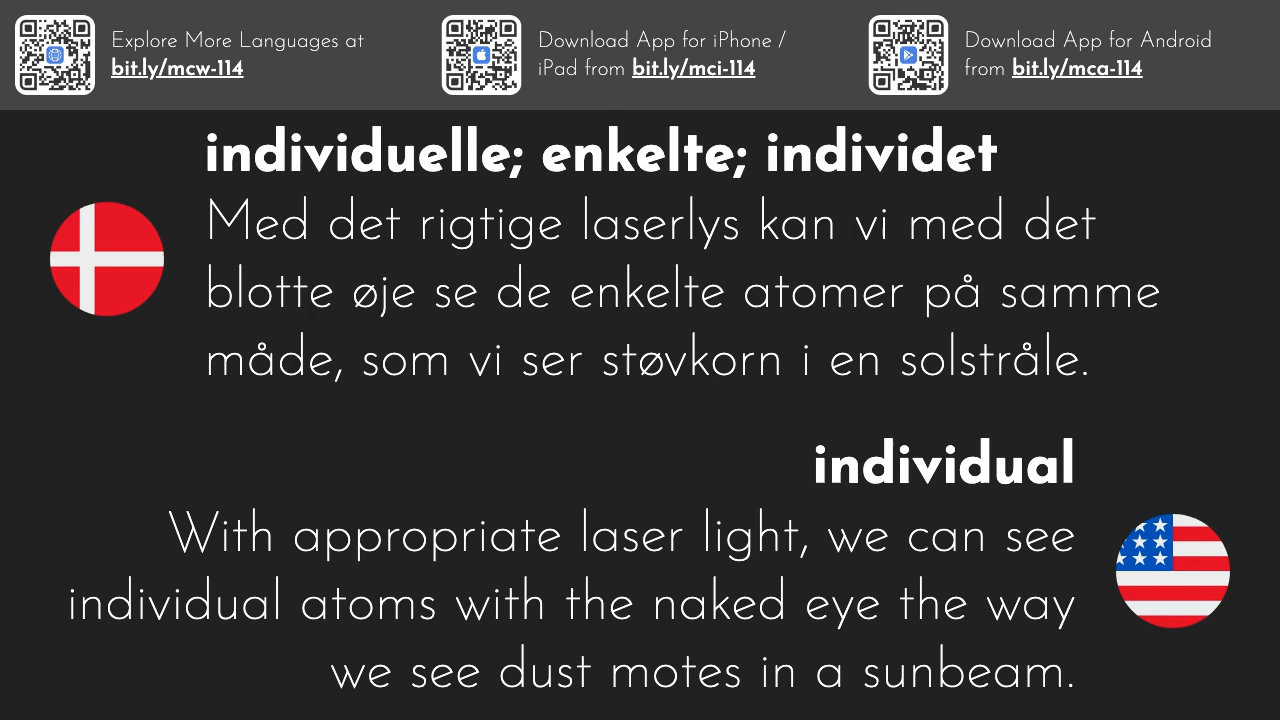 Explore More Languages at
bit.ly/mcw-114
Download App for iPhone /
iPad from bit.ly/mci-114
Download App for Android
from bit.ly/mca-114
individuelle; enkelte; individet
Med det rigtige laserlys kan vi med det
blotte øje se de enkelte atomer på samme
måde, som vi ser støvkorn i en solstråle.
individual
With appropriate laser light, we can see
individual atoms with the naked eye the way
we see dust motes in a sunbeam.